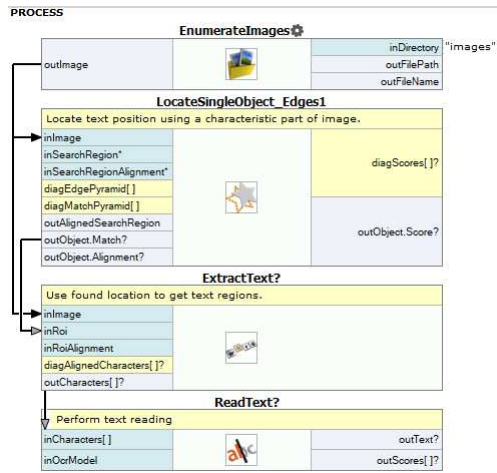 PROCESS
EnumerateImages
outImage
inDirectory "images"
outFilePath
outFileName
LocateSingleObject_Edges1
Locate text position using a characteristic part of image.
inImage
inSearchRegion*
inSearchRegionAlignment*
diagEdgePyramid[ ]
diagMatchPyramid[ ]
outAlignedSearchRegion
outObject.Match?
outObject.Alignment?
diagScores[ ]?
outObject.Score?
ExtractText?
Use found location to get text regions.
inImage
inRoi
inRoiAlignment
diagAlignedCharacters[ ]?
outCharacters[ ]?
ReadText?
Perform text reading
inCharacters[ ]
inOcrModel
abc
outText?
outScores[ ]?